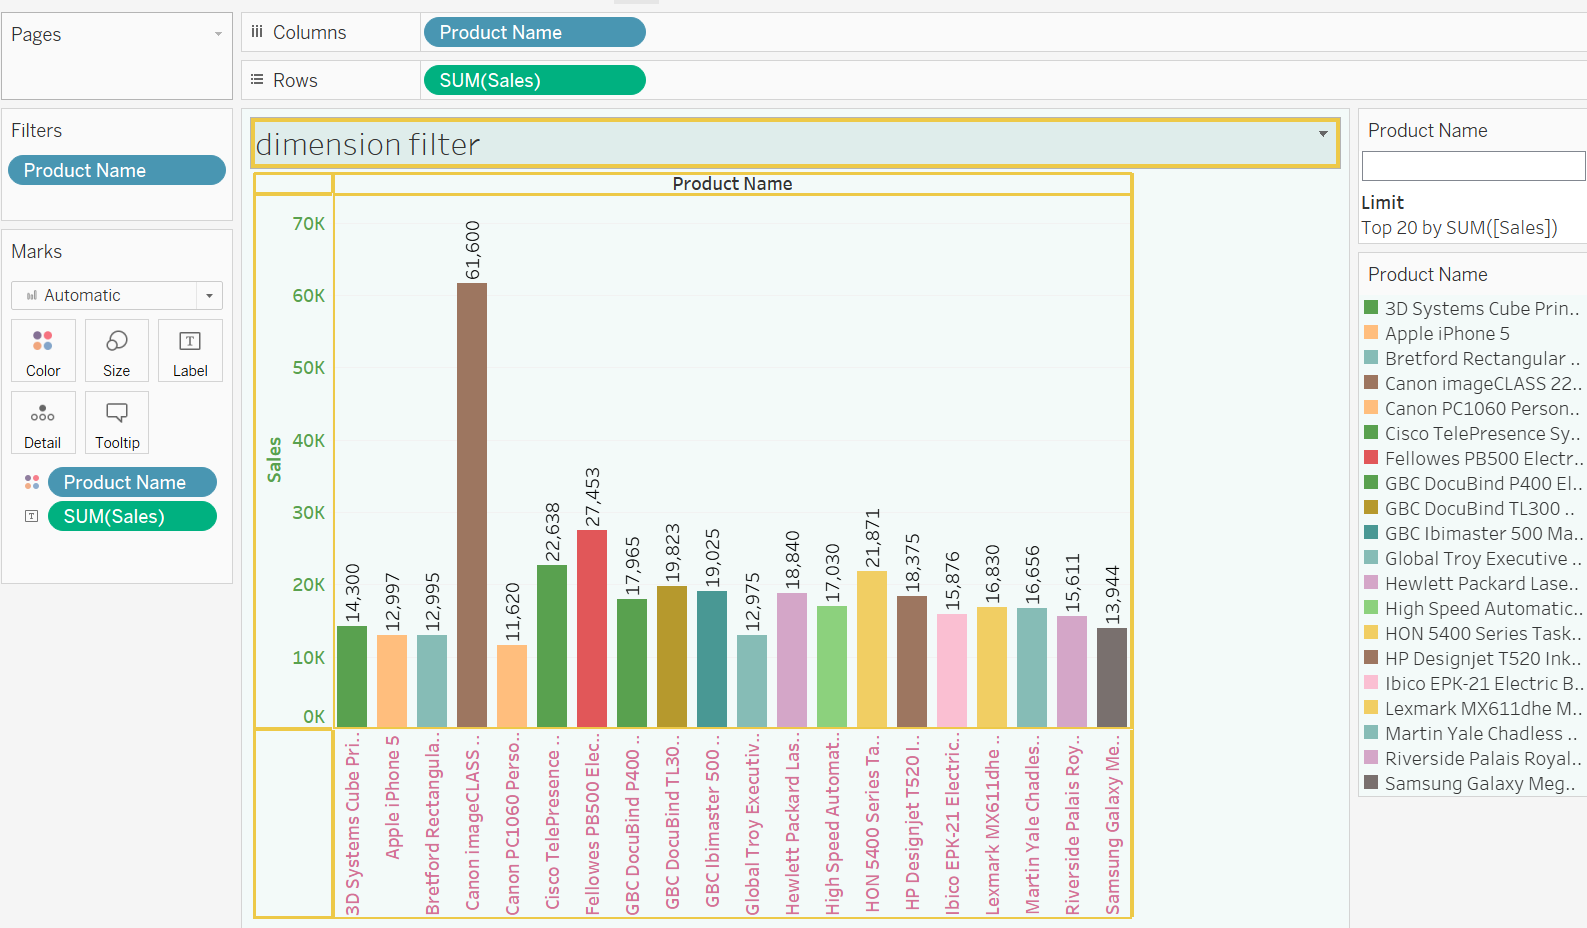 Pages
Columns
Product Name
Rows
SUM(Sales)
Filters
Product Name
Marks
Automatic
Color
Size
Label
Detail
Tooltip
Product Name
SUM(Sales)
dimension filter
Product Name
Sales
70K
60K
50K
40K
30K
20K
10K
0K
14,300
12,997
12,995
61,600
11,620
22,638
27,453
17,965
19,823
19,025
12,975
18,840
17,030
21,871
18,375
15,876
16,830
16,656
15,611
13,944
3D Systems Cube Pri..
Apple iPhone 5
Bretford Rectangula..
Canon imageCLASS ..
Canon PC1060 Perso..
Cisco TelePresence ..
Fellowes PB500 Elec..
GBC DocuBind P400 ..
GBC DocuBind TL30..
GBC Ibimaster 500 ..
Global Troy Executiv..
Hewlett Packard Las..
High Speed Automat..
HON 5400 Series Ta..
HP Designjet T520 I..
Ibico EPK-21 Electric..
Lexmark MX611dhe ..
Martin Yale Chadles..
Riverside Palais Roy..
Samsung Galaxy Me..
Product Name
Limit
Top 20 by SUM([Sales])
Product Name
3D Systems Cube Prin..
Apple iPhone 5
Bretford Rectangular ..
Canon imageCLASS 22..
Canon PC1060 Person..
Cisco TelePresence Sy..
Fellowes PB500 Electr..
GBC DocuBind P400 El..
GBC DocuBind TL300 ..
GBC Ibimaster 500 Ma..
Global Troy Executive ..
Hewlett Packard Lase..
High Speed Automatic..
HON 5400 Series Task..
HP Designjet T520 Ink..
Ibico EPK-21 Electric B..
Lexmark MX611dhe M..
Martin Yale Chadless ..
Riverside Palais Royal..
Samsung Galaxy Meg..